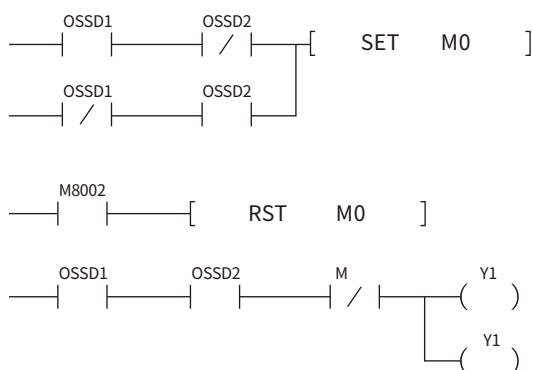 OSSD1 OSSD2
SET M0
OSSD1 OSSD2
M8002
RST M0
OSSD1 OSSD2 M Y1
Y1